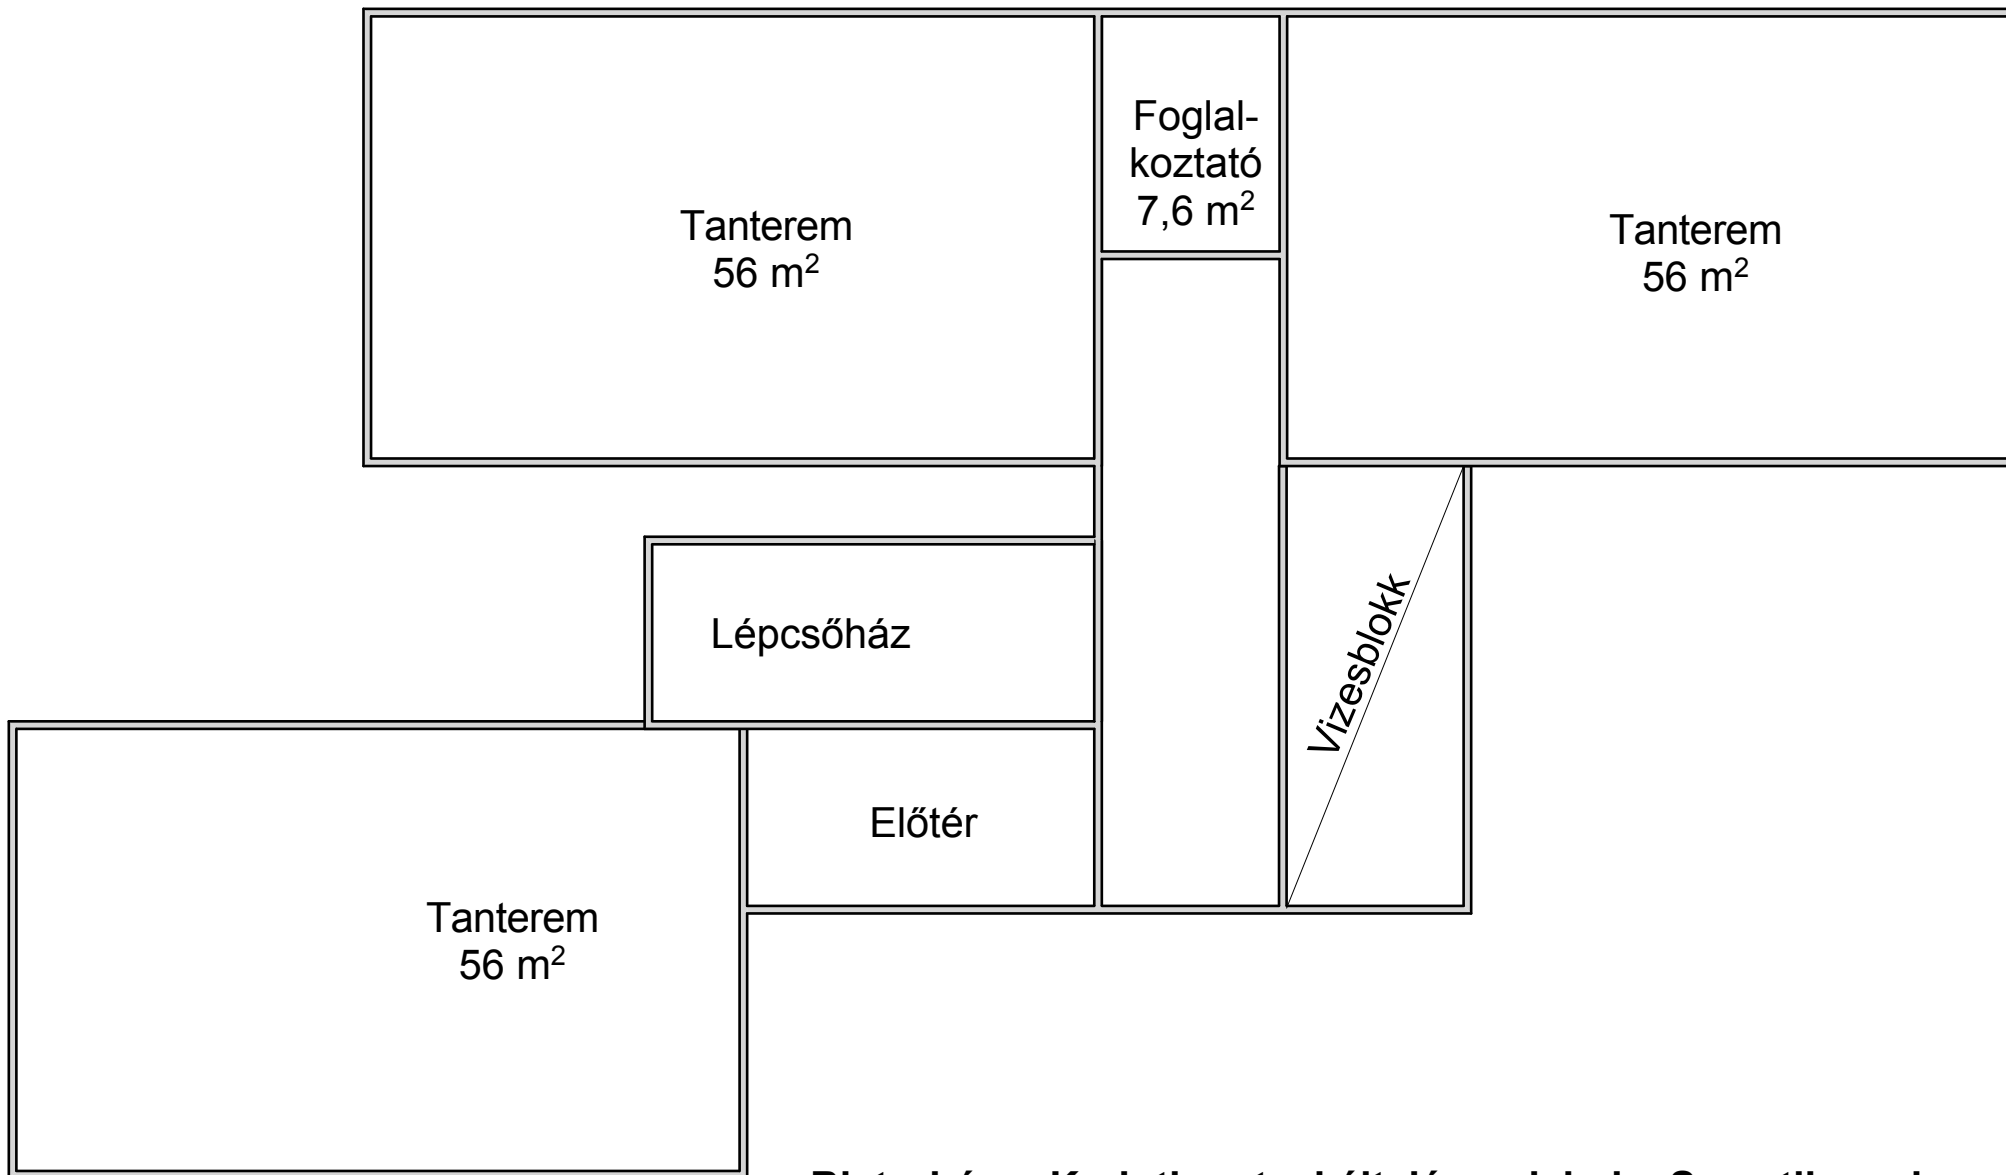 Foglal-
koztató
7,6 m²
Tanterem
56 m²
Tanterem
56 m²
Lépcsőház
Vizesblokk
Előtér
Tanterem
56 m²